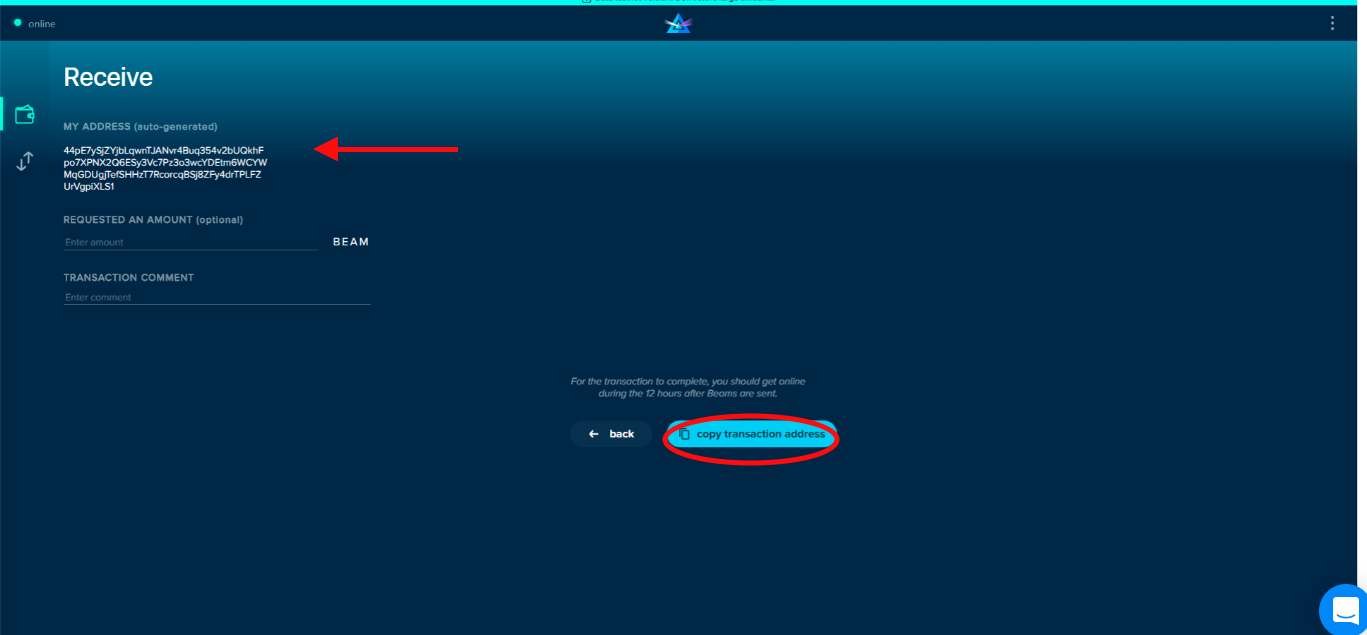 online
Receive
MY ADDRESS (auto-generated)
44pE7ySjZYjbLqwnTJANvr4Buq354v2bUQkhF
po7XPNX2Q6ESy3Vc7Pz3o3wcYDEtm6WCYW
MqGDUgjTefSHHzT7RcorcqBSj8ZFy4drTPLFZ
UrVgpiXLS1
REQUESTED AN AMOUNT (optional)
Enter amount BEAM
TRANSACTION COMMENT
Enter comment
For the transaction to complete, you should get online
during the 12 hours after Beams are sent.
back copy transaction address